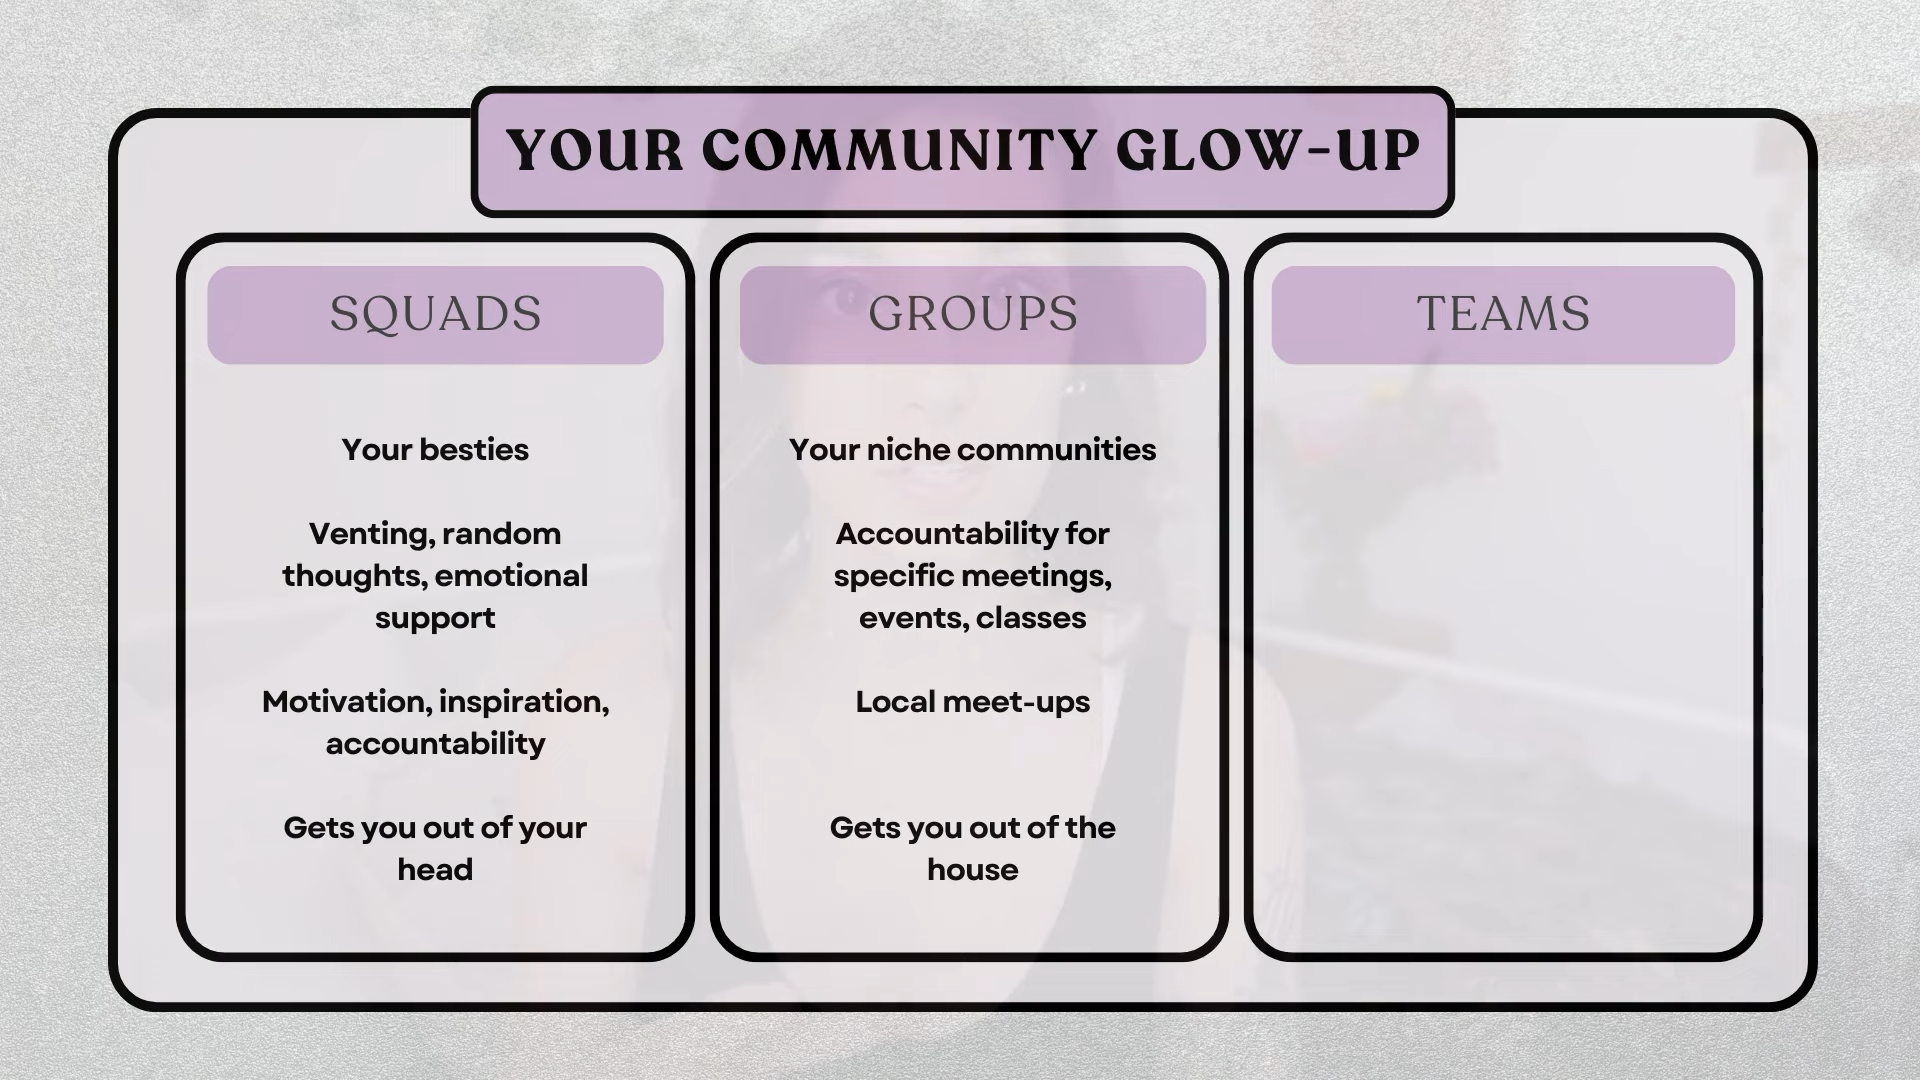 YOUR COMMUNITY GLOW-UP
SQUADS
Your besties
Venting, random
thoughts, emotional
support
Motivation, inspiration,
accountability
Gets you out of your
head
GROUPS
Your niche communities
Accountability for
specific meetings,
events, classes
Local meet-ups
Gets you out of the
house
TEAMS